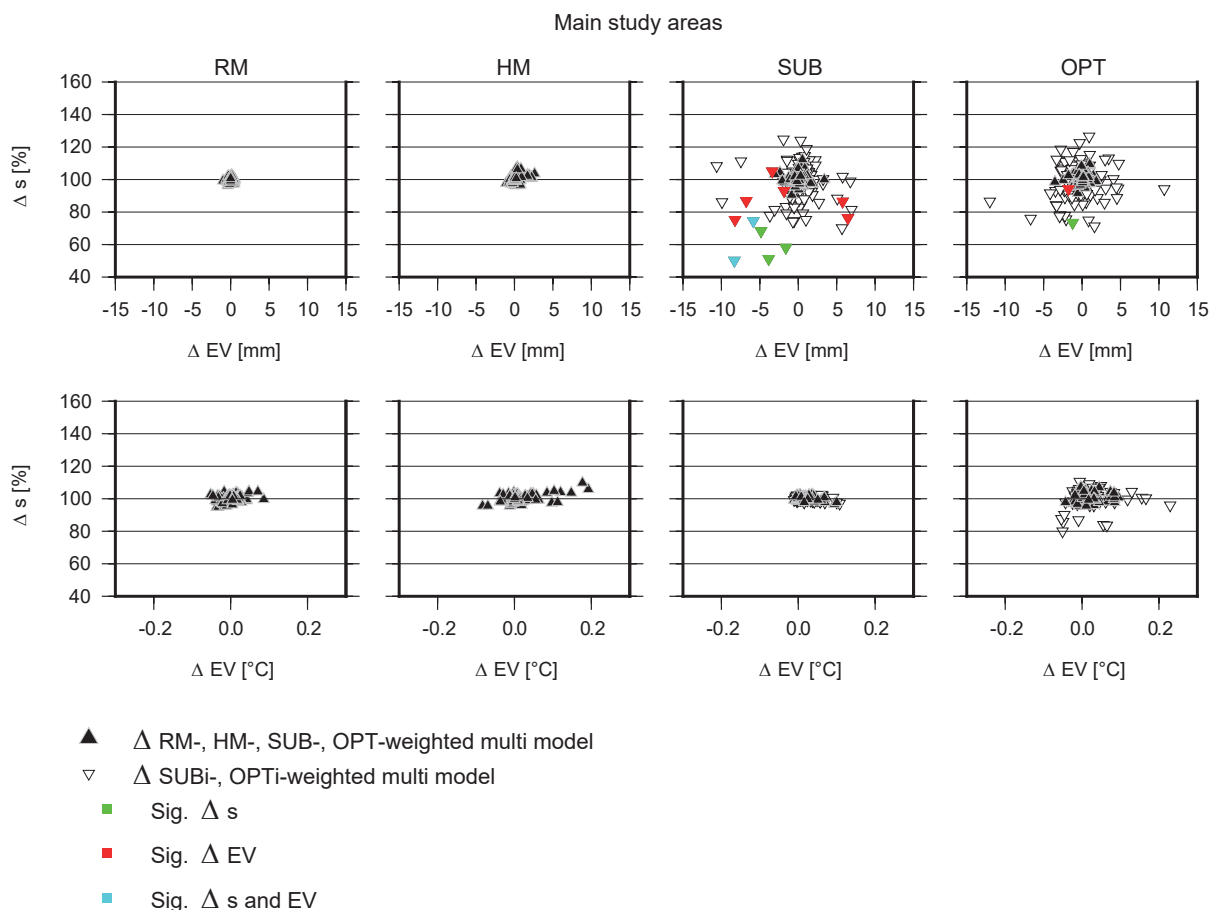 Main study areas
RM HM SUB OPT
160
140
120
100
80
60
40
Δ s [%]
-15 -10 -5 0 5 10 15 -15 -10 -5 0 5 10 15 -15 -10 -5 0 5 10 15 -15 -10 -5 0 5 10 15
Δ EV [mm] Δ EV [mm] Δ EV [mm] Δ EV [mm]
160
140
120
100
80
60
40
Δ s [%]
-0.2 0.0 0.2 -0.2 0.0 0.2 -0.2 0.0 0.2 -0.2 0.0 0.2
Δ EV [°C] Δ EV [°C] Δ EV [°C] Δ EV [°C]
Δ RM-, HM-, SUB-, OPT-weighted multi model
Δ SUBi-, OPTi-weighted multi model
Sig. Δ s
Sig. Δ EV
Sig. Δ s and EV